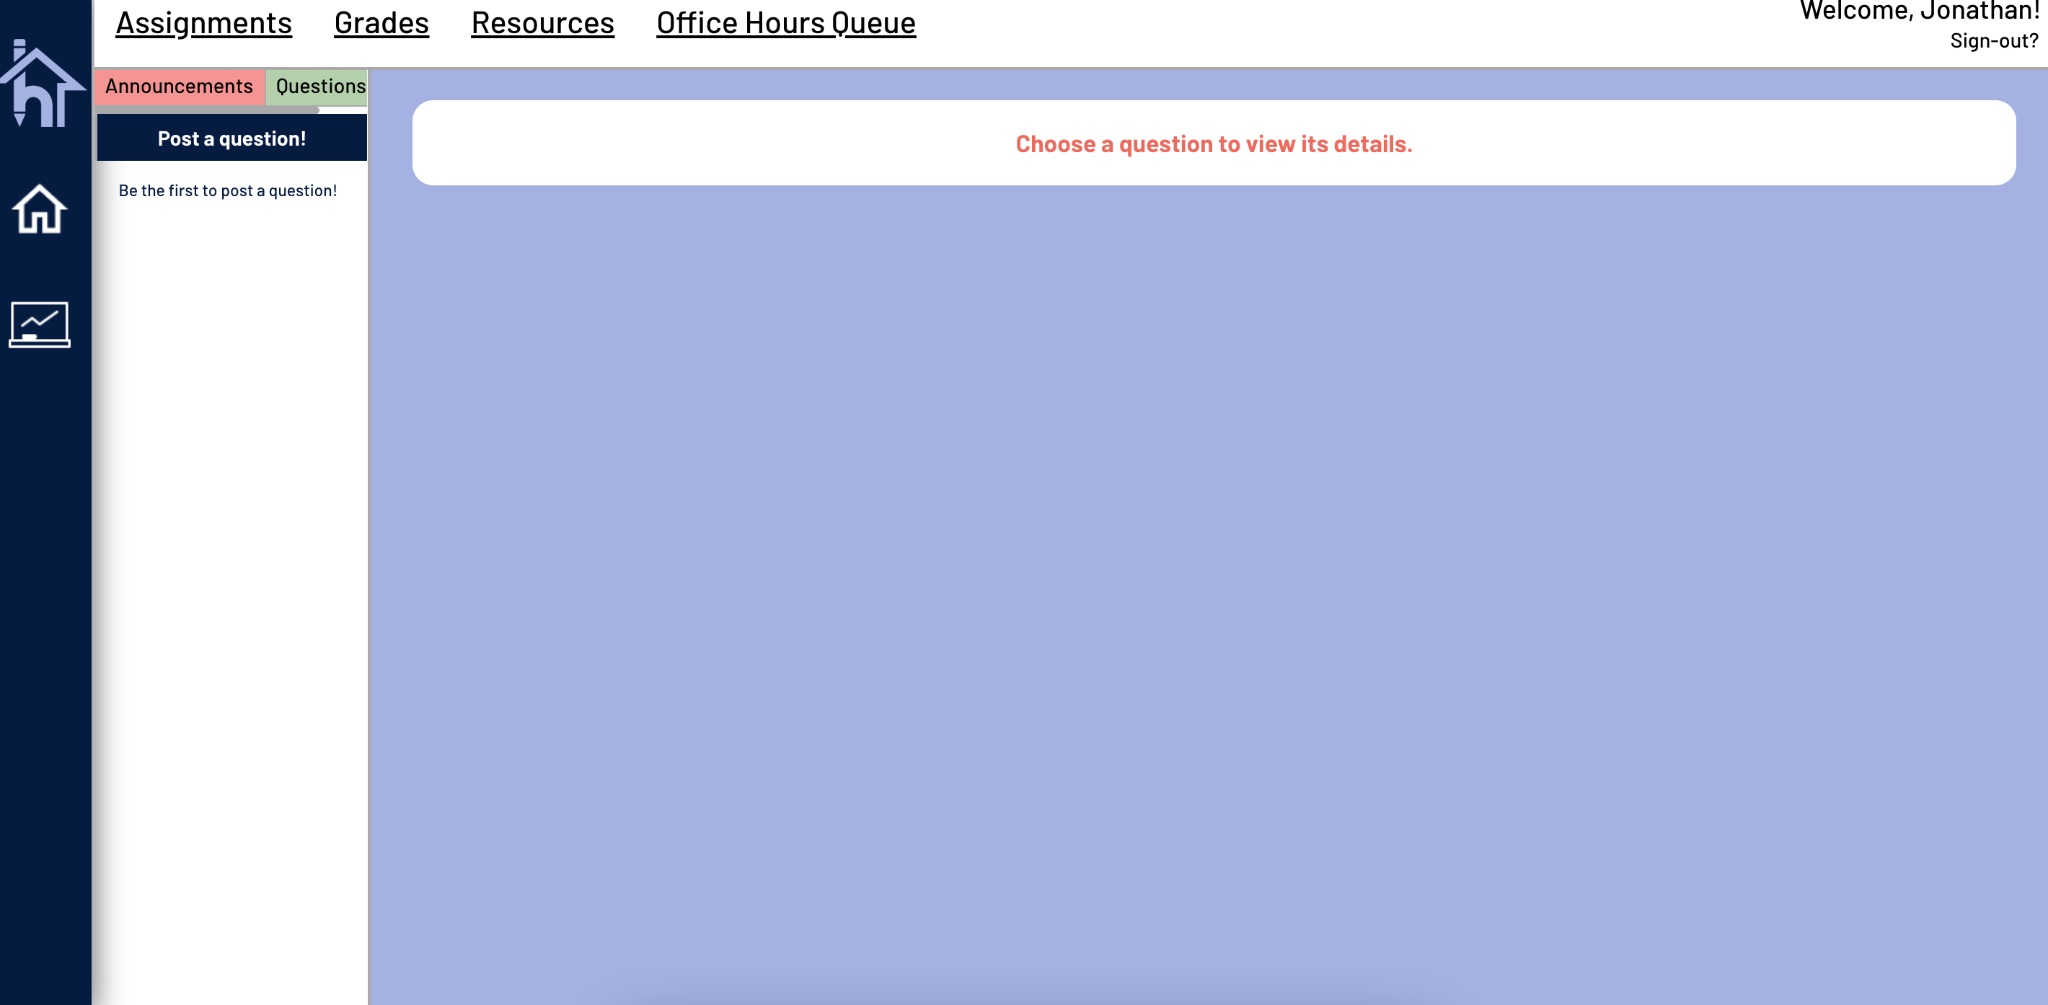 Assignments Grades Resources Office Hours Queue
Welcome, Jonathan!
Sign-out?
Announcements Questions
Post a question!
Be the first to post a question!
Choose a question to view its details.